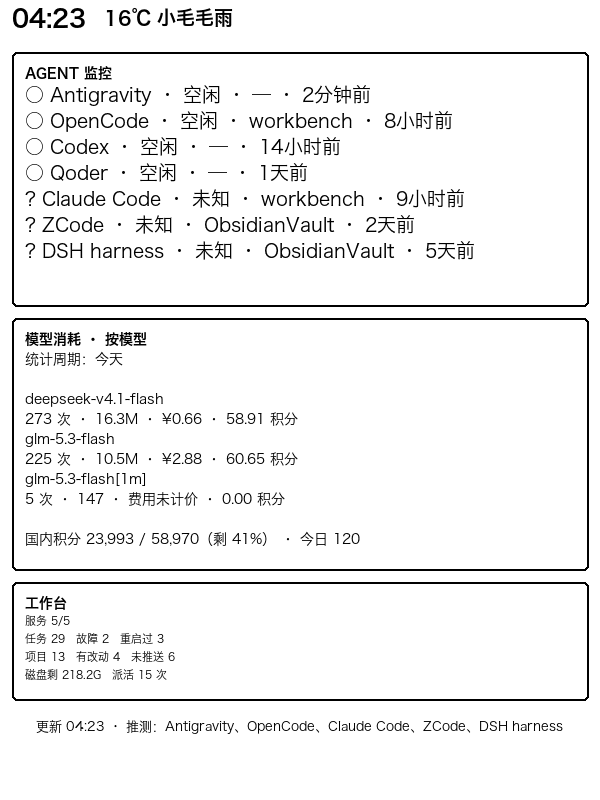 04:23 16℃ 小毛毛雨
AGENT 监控
○ Antigravity · 空闲 · — · 2分钟前
○ OpenCode · 空闲 · workbench · 8小时前
○ Codex · 空闲 · — · 14小时前
○ Qoder · 空闲 · — · 1天前
? Claude Code · 未知 · workbench · 9小时前
? ZCode · 未知 · ObsidianVault · 2天前
? DSH harness · 未知 · ObsidianVault · 5天前
模型消耗 · 按模型
统计周期：今天
deepseek-v4.1-flash
273 次 · 16.3M · ¥0.66 · 58.91 积分
glm-5.3-flash
225 次 · 10.5M · ¥2.88 · 60.65 积分
glm-5.3-flash[1m]
5 次 · 147 · 费用未计价 · 0.00 积分
国内积分 23,993 / 58,970（剩 41%） · 今日 120
工作台
服务 5/5
任务 29 故障 2 重启过 3
项目 13 有改动 4 未推送 6
磁盘剩 218.2G 派活 15 次
更新 04:23 · 推测：Antigravity、OpenCode、Claude Code、ZCode、DSH harness